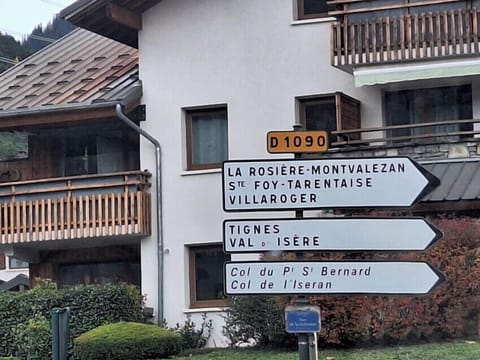 D 1090
LA ROSIÈRE-MONTVALEZAN
STE FOY-TARENTAISE
VILLAROGER
TIGNES
VAL D'ISÈRE
Col du Pt St Bernard
Col de l'Iseran